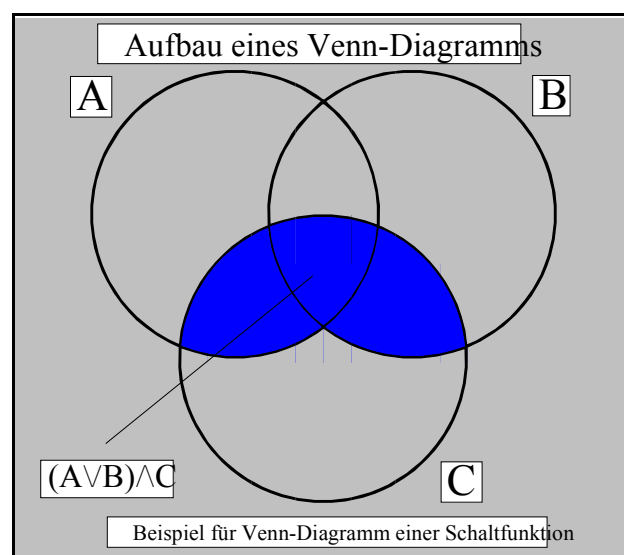 Aufbau eines Venn-Diagramms
A
B
(A\/B)/\C
C
Beispiel für Venn-Diagramm einer Schaltfunktion